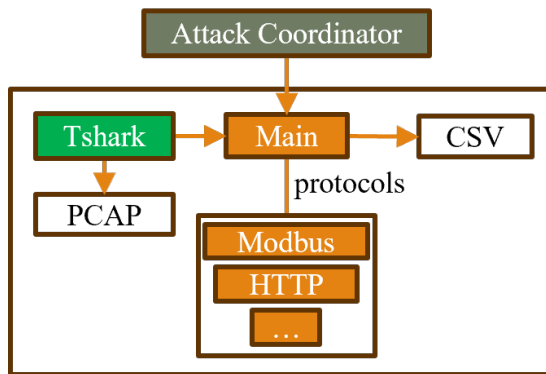 Attack Coordinator
Tshark
Main
CSV
PCAP
protocols
Modbus
HTTP
...